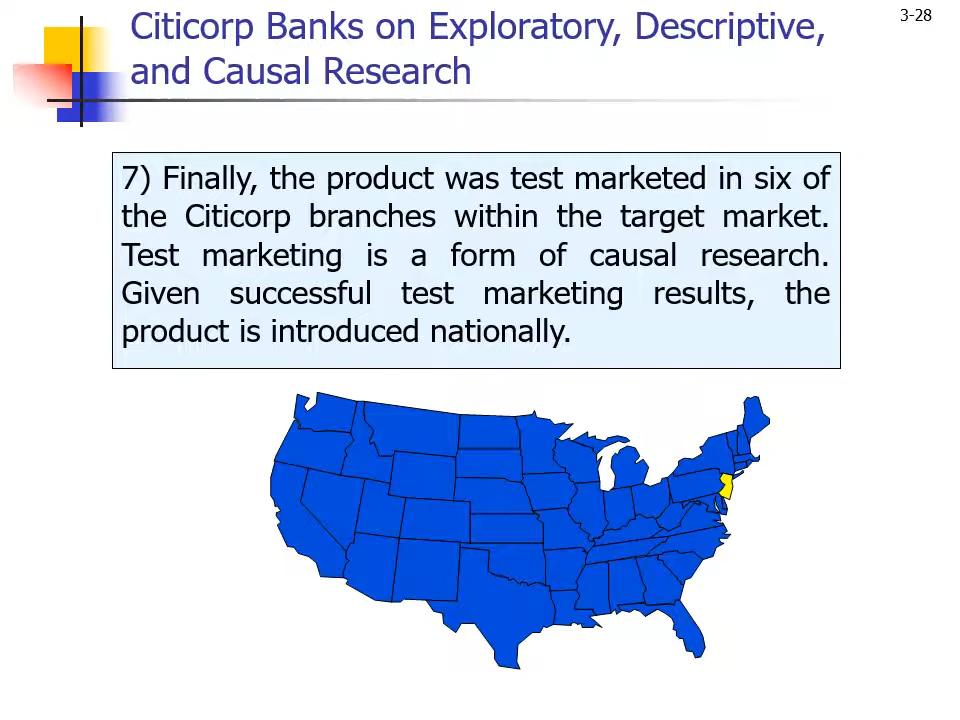 Citicorp Banks on Exploratory, Descriptive,
and Causal Research
3-28
7) Finally, the product was test marketed in six of
the Citicorp branches within the target market.
Test marketing is a form of causal research.
Given successful test marketing results, the
product is introduced nationally.